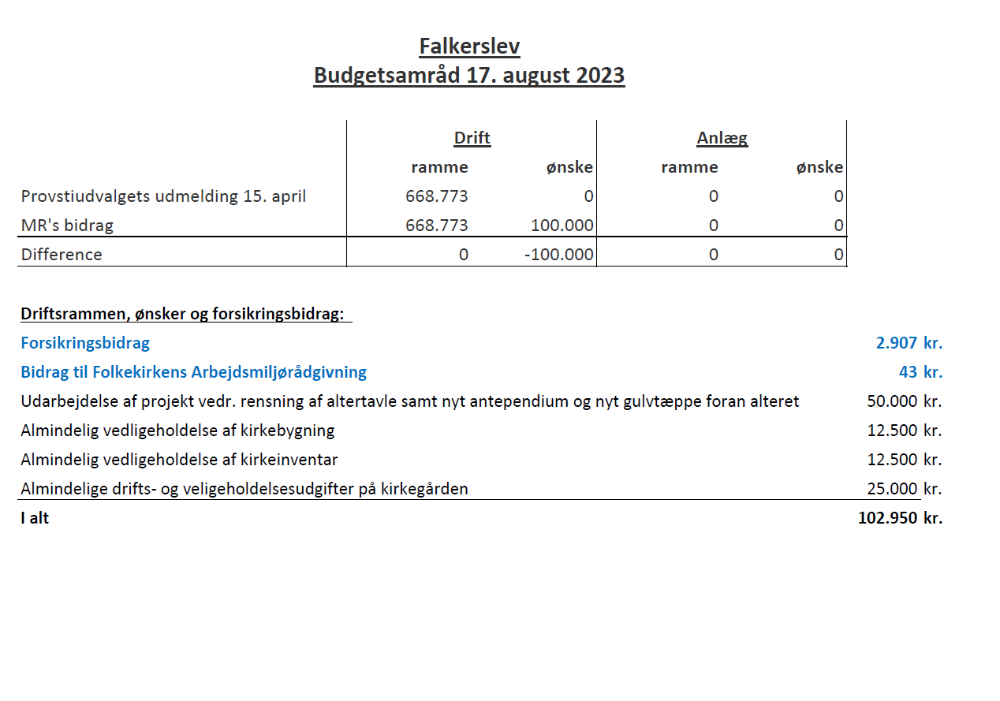 Falkerslev
Budgetsamråd 17. august 2023
Drift Anlæg
ramme ønske ramme ønske
Provstiudvalgets udmelding 15. april 668.773 0 0 0
MR's bidrag 668.773 100.000 0 0
Difference 0 -100.000 0 0
Driftsrammen, ønsker og forsikringsbidrag:
Forsikringsbidrag 2.907 kr.
Bidrag til Folkekirkens Arbejdsmiljørådgivning 43 kr.
Udarbejdelse af projekt vedr. rensning af altertavle samt nyt antependium og nyt gulvtæppe foran alteret 50.000 kr.
Almindelig vedligeholdelse af kirkebygning 12.500 kr.
Almindelig vedligeholdelse af kirkeinventar 12.500 kr.
Almindelige drifts- og veligeholdelsesudgifter på kirkegården 25.000 kr.
I alt 102.950 kr.